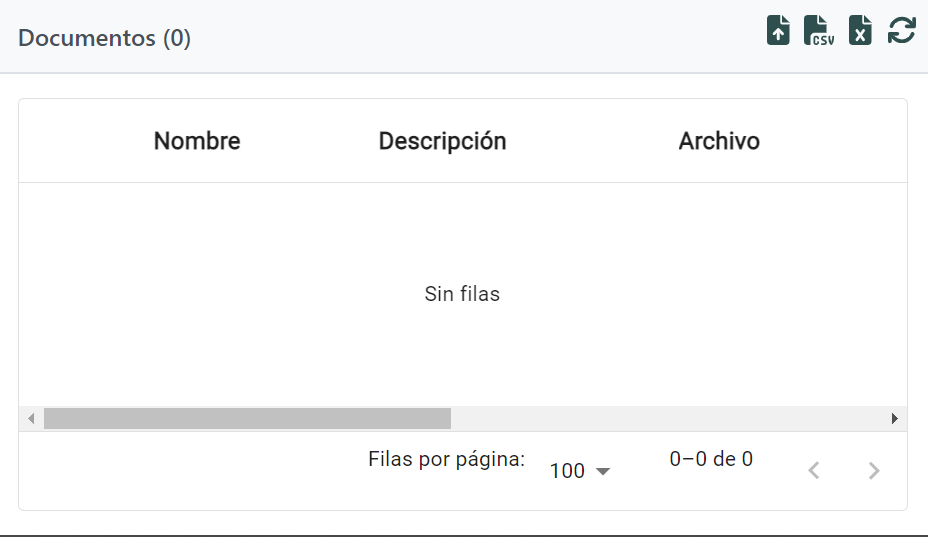 Documentos (0)
CSV
X
Nombre Descripción Archivo
Sin filas
Filas por página: 100 0–0 de 0